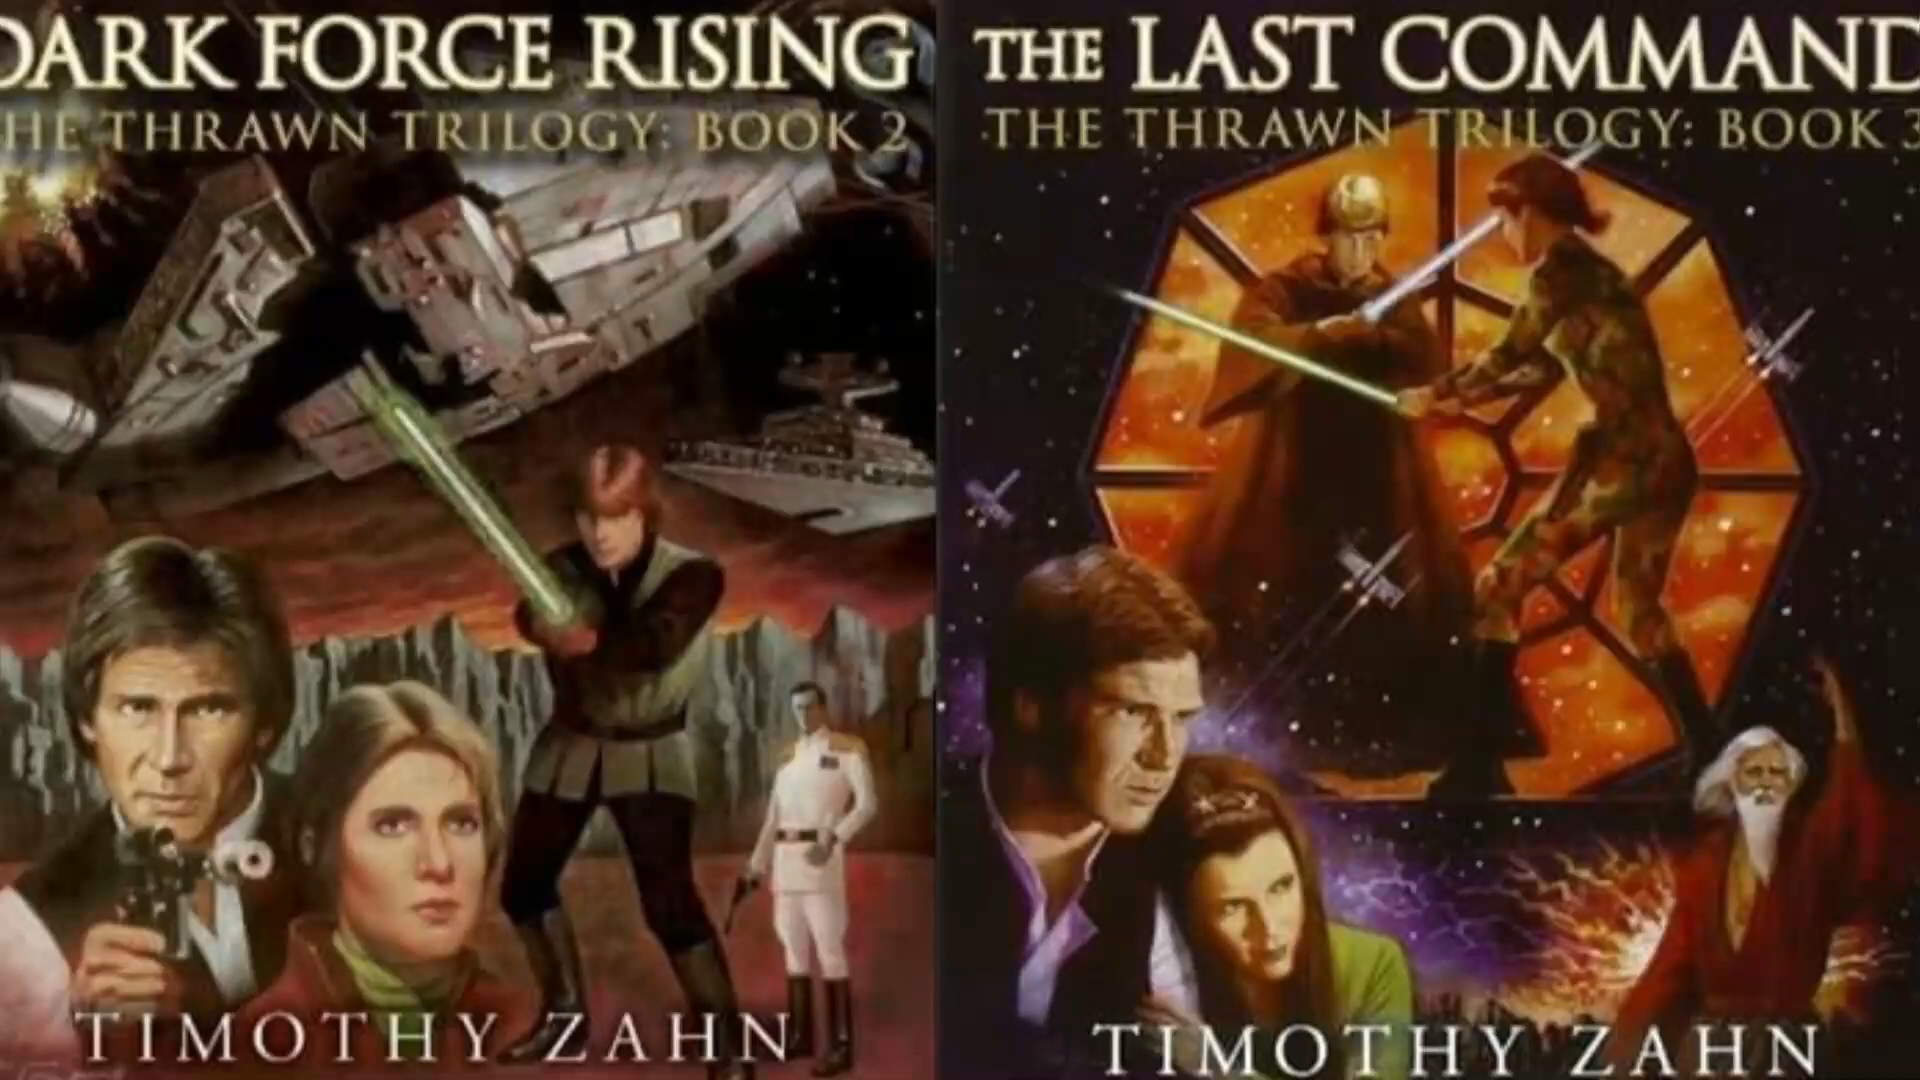 DARK FORCE RISING
THE THRAWN TRILOGY: BOOK 2
TIMOTHY ZAHN
THE LAST COMMAND
THE THRAWN TRILOGY: BOOK 3
TIMOTHY ZAHN